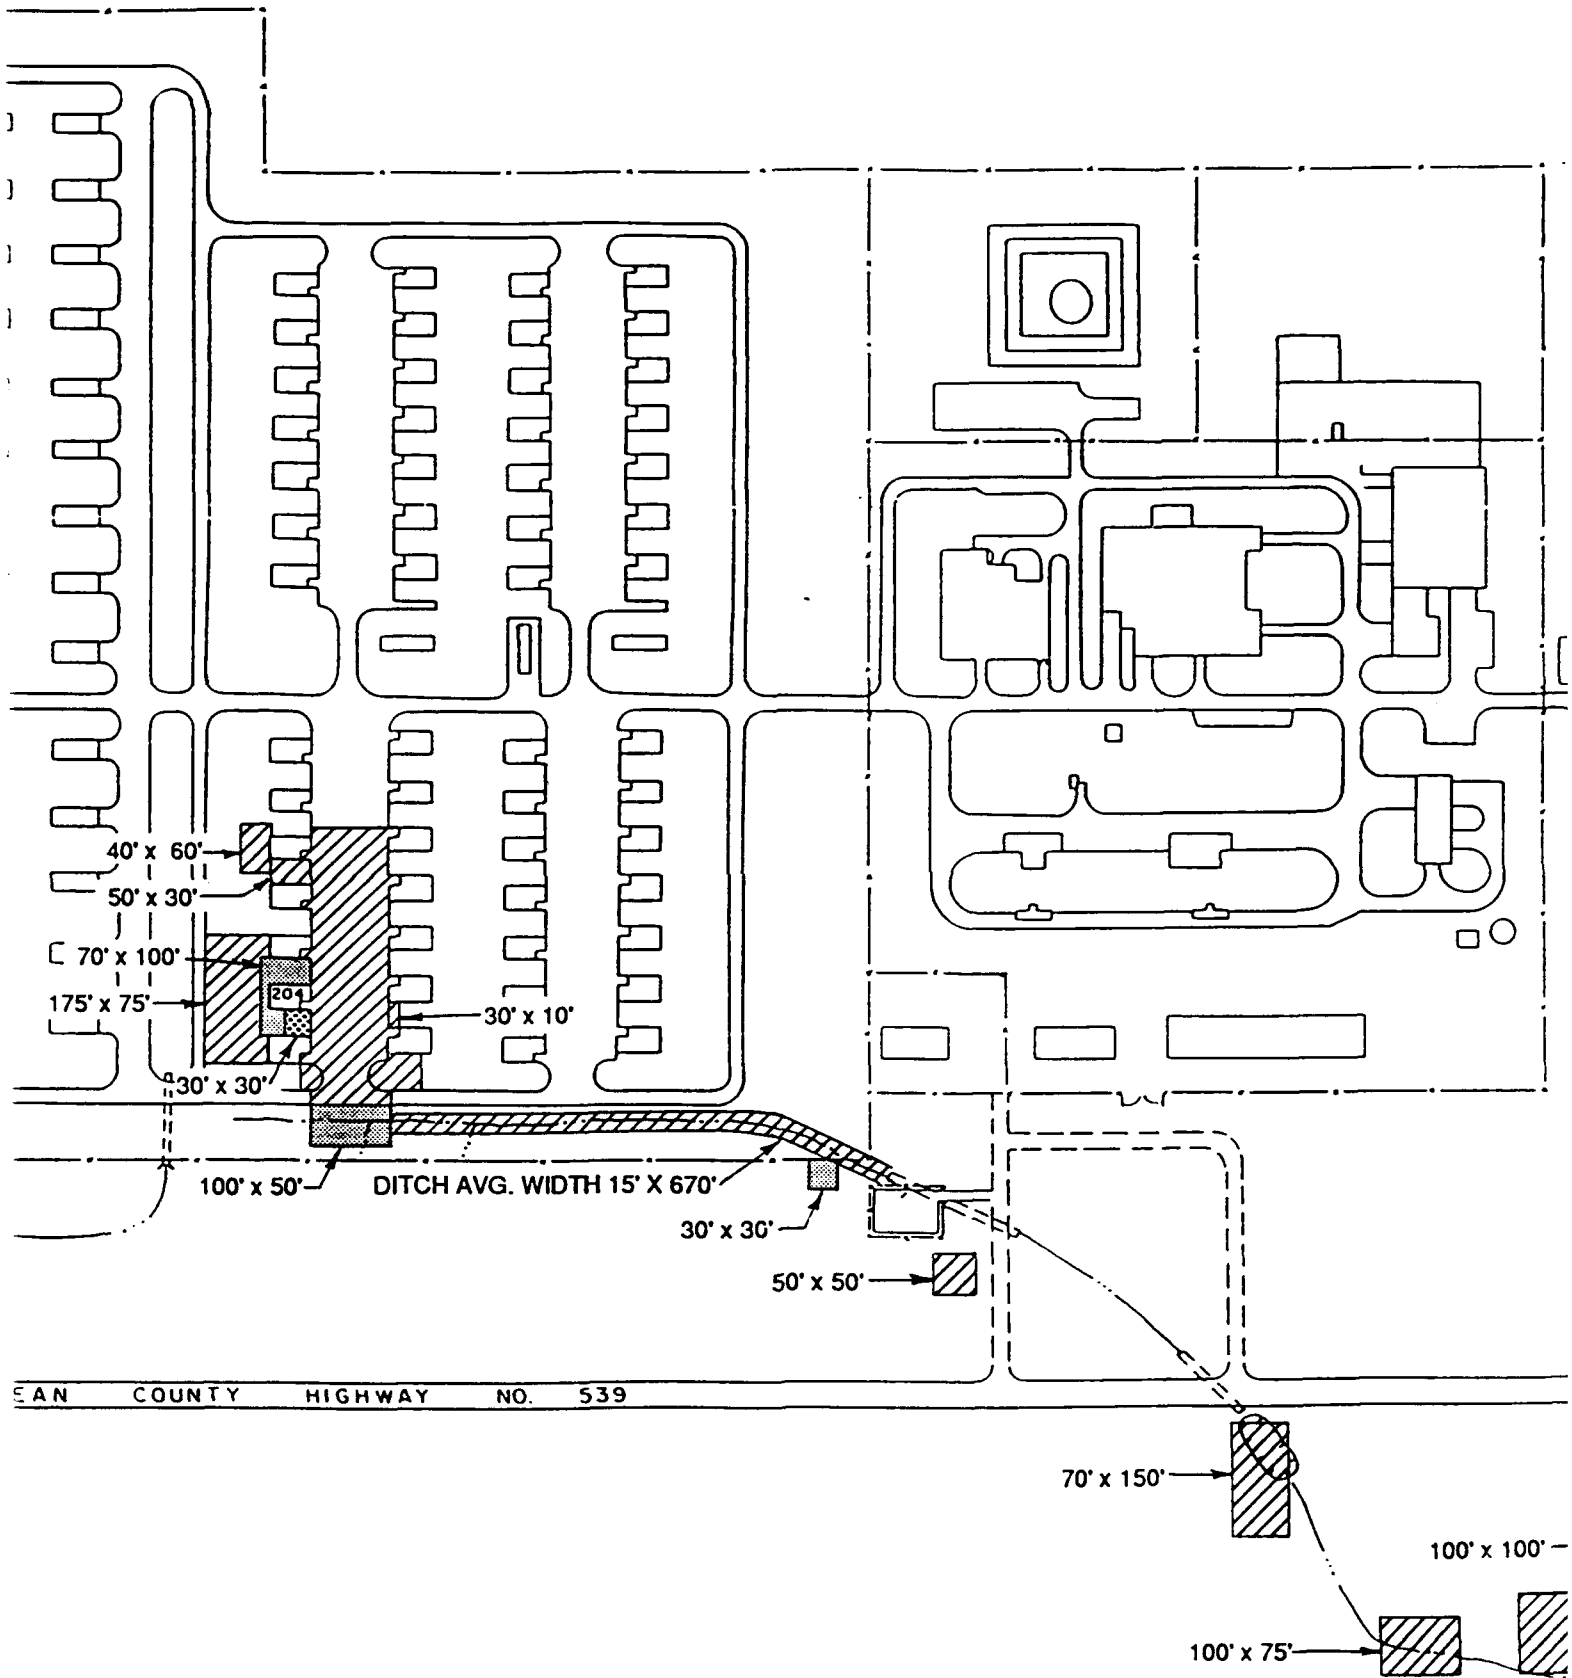 40' x 60'
50' x 30'
70' x 100'
204
175' x 75'
30' x 10'
30' x 30'
100' x 50'
DITCH AVG. WIDTH 15' X 670'
30' x 30'
50' x 50'
EAN COUNTY HIGHWAY NO. 539
70' x 150'
100' x 100'
100' x 75'